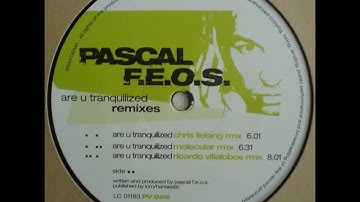 PASCAL
F.E.O.S.
are u tranquilized
remixes
are u tranquilized chris liebing rmx 6.01
are u tranquilized molecular rmx 6.31
are u tranquilized ricardo villalobos rmx 8.01
side
written and produced by pascal f.e.o.s
LC 01183 PV 026